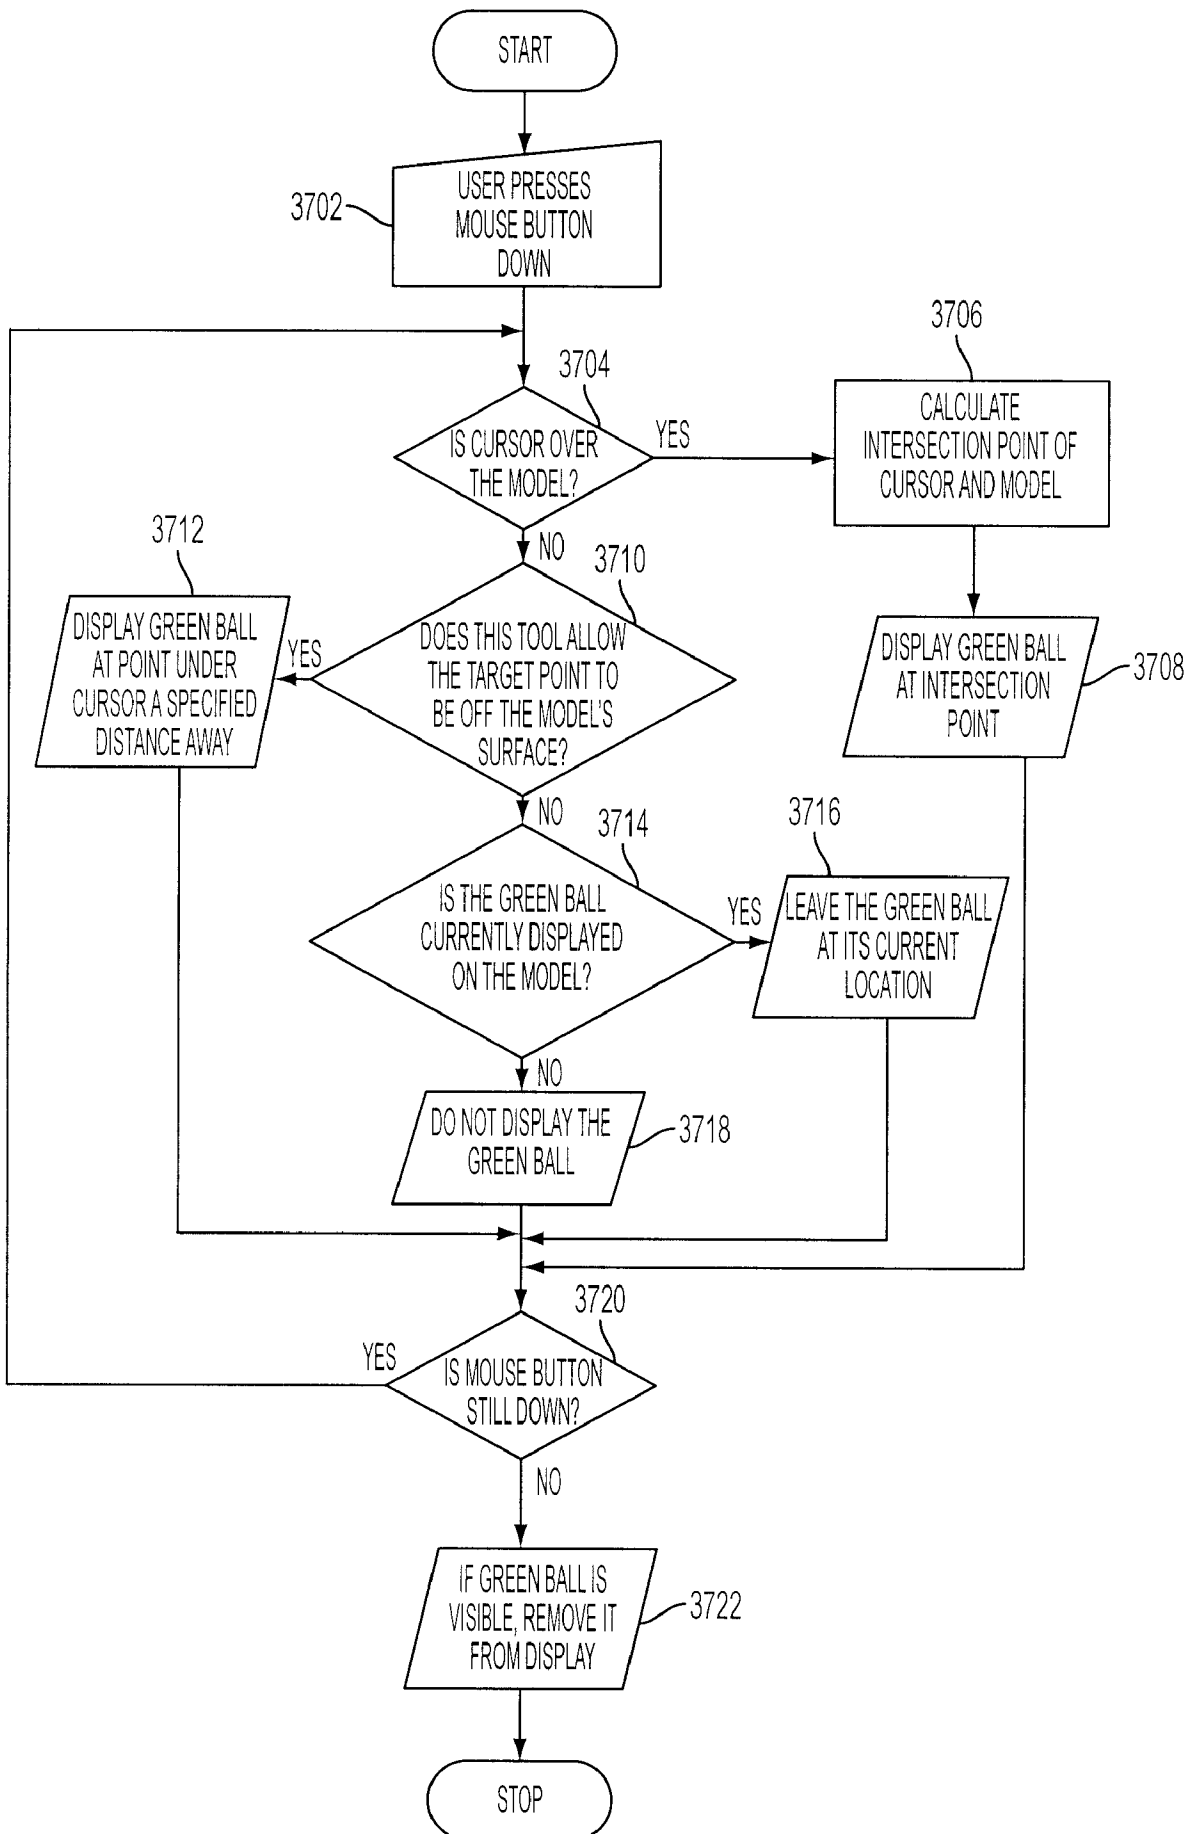 START
USER PRESSES
MOUSE BUTTON
DOWN
3702
3706
3704
CALCULATE
INTERSECTION POINT OF
CURSOR AND MODEL
IS CURSOR OVER
THE MODEL?
YES
NO
3712
3710
DISPLAY GREEN BALL
AT POINT UNDER
CURSOR A SPECIFIED
DISTANCE AWAY
YES
DOES THIS TOOL ALLOW
THE TARGET POINT TO
BE OFF THE MODEL'S
SURFACE?
DISPLAY GREEN BALL
AT INTERSECTION
POINT
3708
NO
3714
3716
IS THE GREEN BALL
CURRENTLY DISPLAYED
ON THE MODEL?
YES
LEAVE THE GREEN BALL
AT ITS CURRENT
LOCATION
NO
DO NOT DISPLAY THE
GREEN BALL
3718
3720
YES
IS MOUSE BUTTON
STILL DOWN?
NO
IF GREEN BALL IS
VISIBLE, REMOVE IT
FROM DISPLAY
3722
STOP